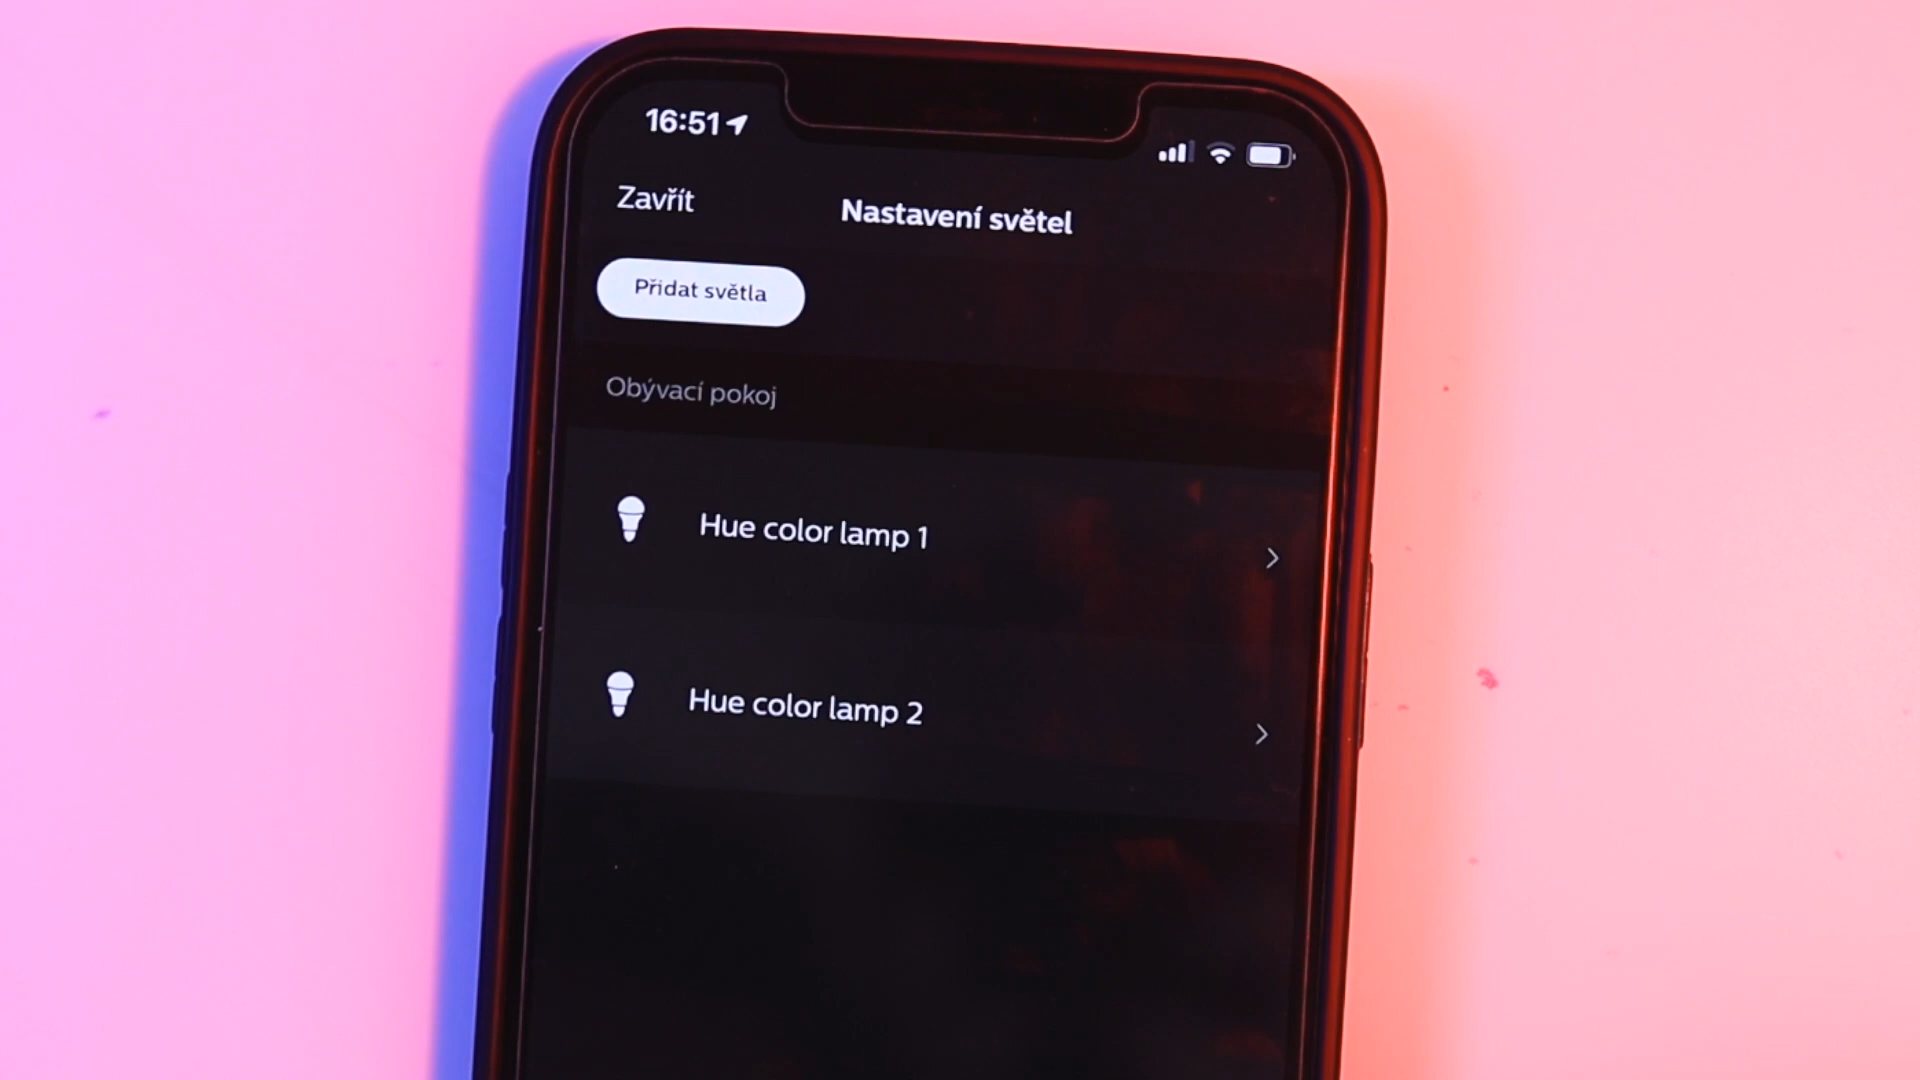 16:51
Zavřít
Nastavení světel
Přidat světla
Obývací pokoj
Hue color lamp 1
Hue color lamp 2